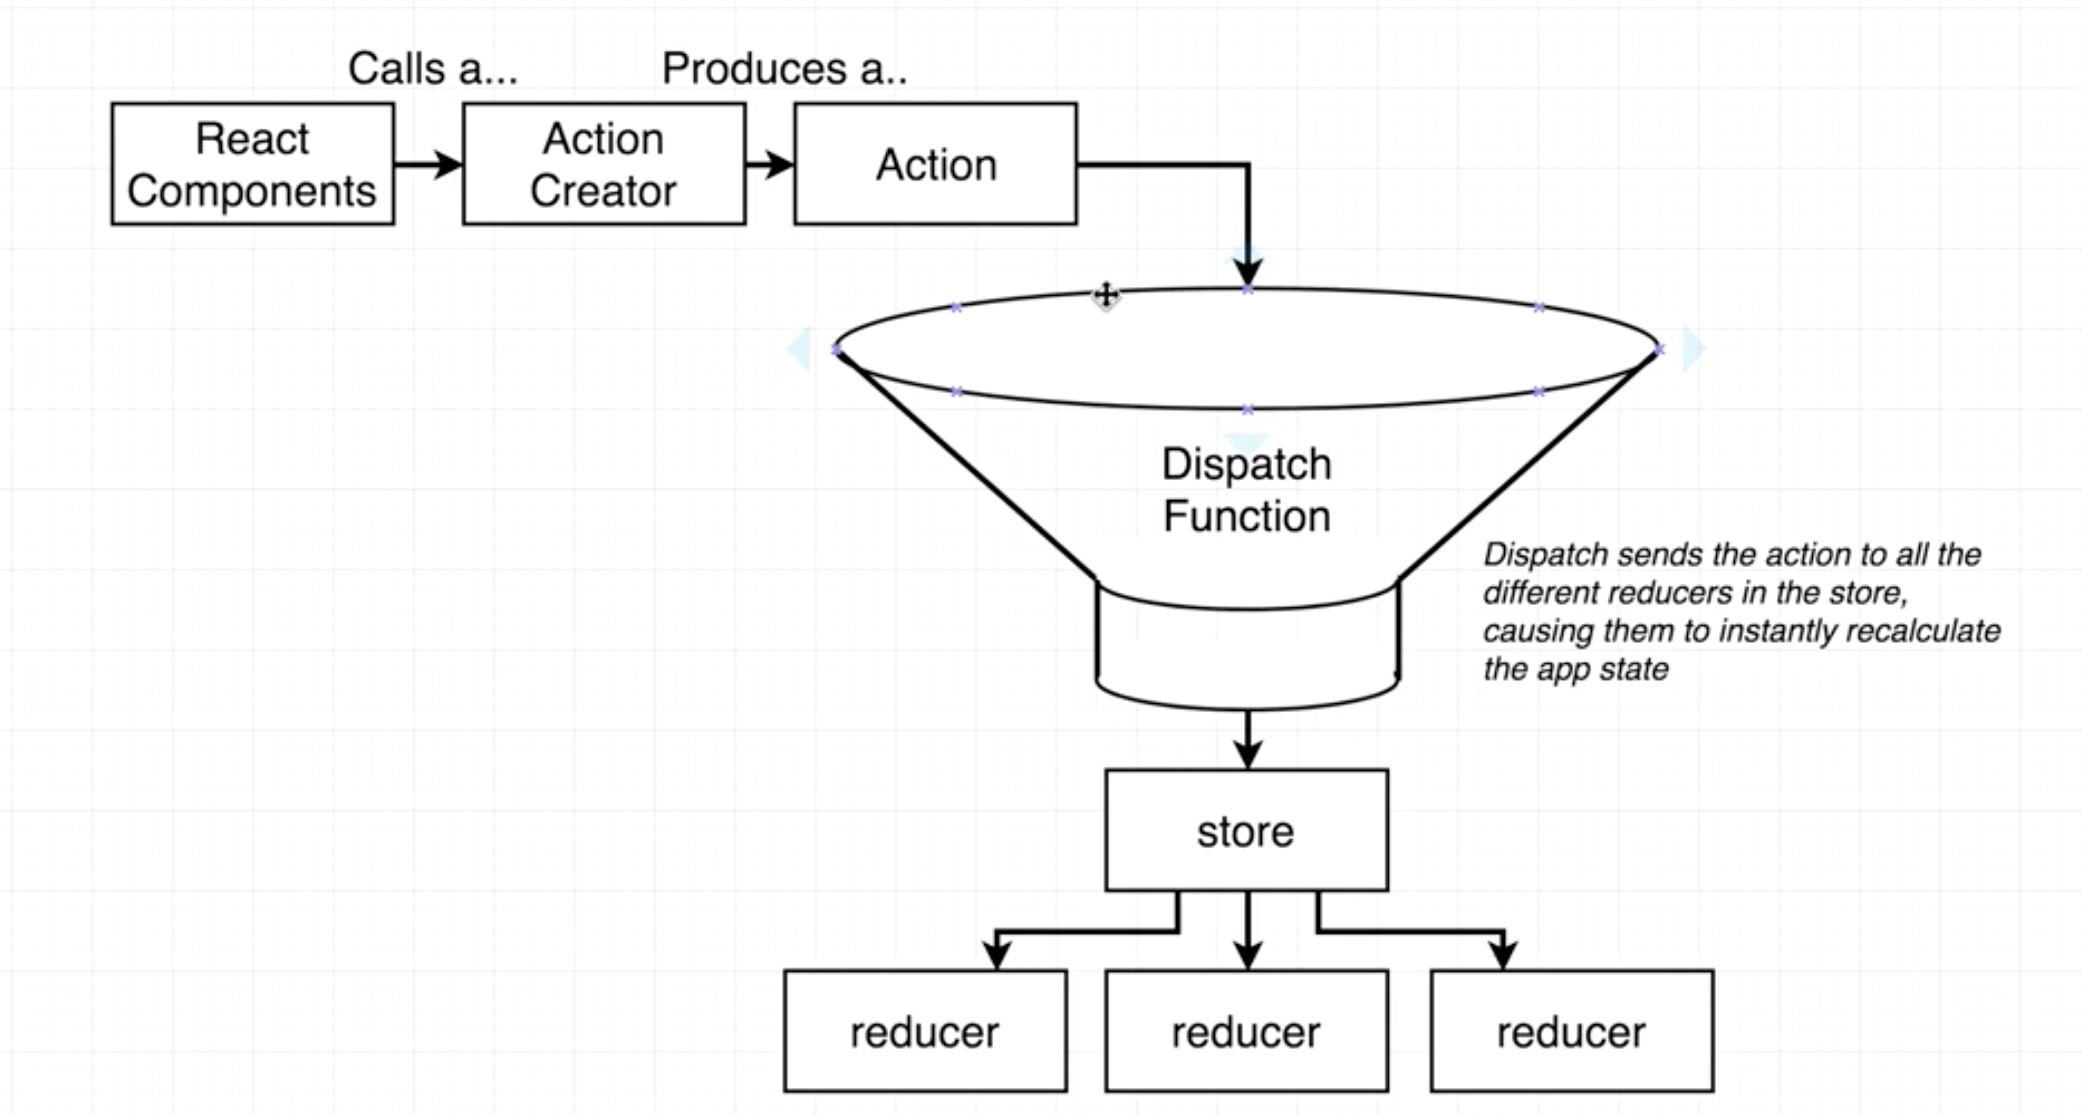 Calls a...
Produces a..
React
Components
Action
Creator
Action
Dispatch
Function
Dispatch sends the action to all the
different reducers in the store,
causing them to instantly recalculate
the app state
store
reducer
reducer
reducer